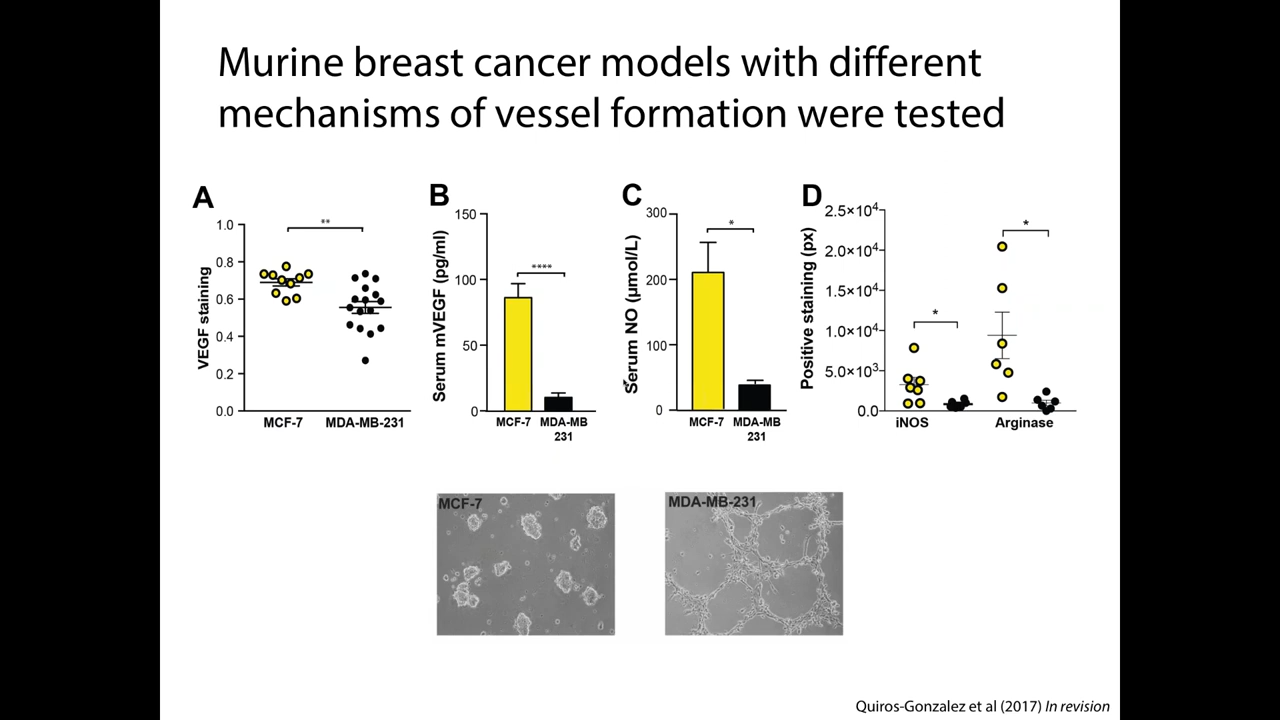 Murine breast cancer models with different
mechanisms of vessel formation were tested
A
VEGF staining
1.0
0.8
0.6
0.4
0.2
0.0
**
MCF-7 MDA-MB-231
B
Serum mVEGF (pg/ml)
150
100
50
0
****
MCF-7 MDA-MB
231
C
Serum NO (µmol/L)
300
200
100
0
*
MCF-7 MDA-MB
231
D
Positive staining (px)
2.5×10⁴
2.0×10⁴
1.5×10⁴
1.0×10⁴
5.0×10³
0.0
*
*
iNOS Arginase
MCF-7
MDA-MB-231
Quiros-Gonzalez et al (2017) In revision